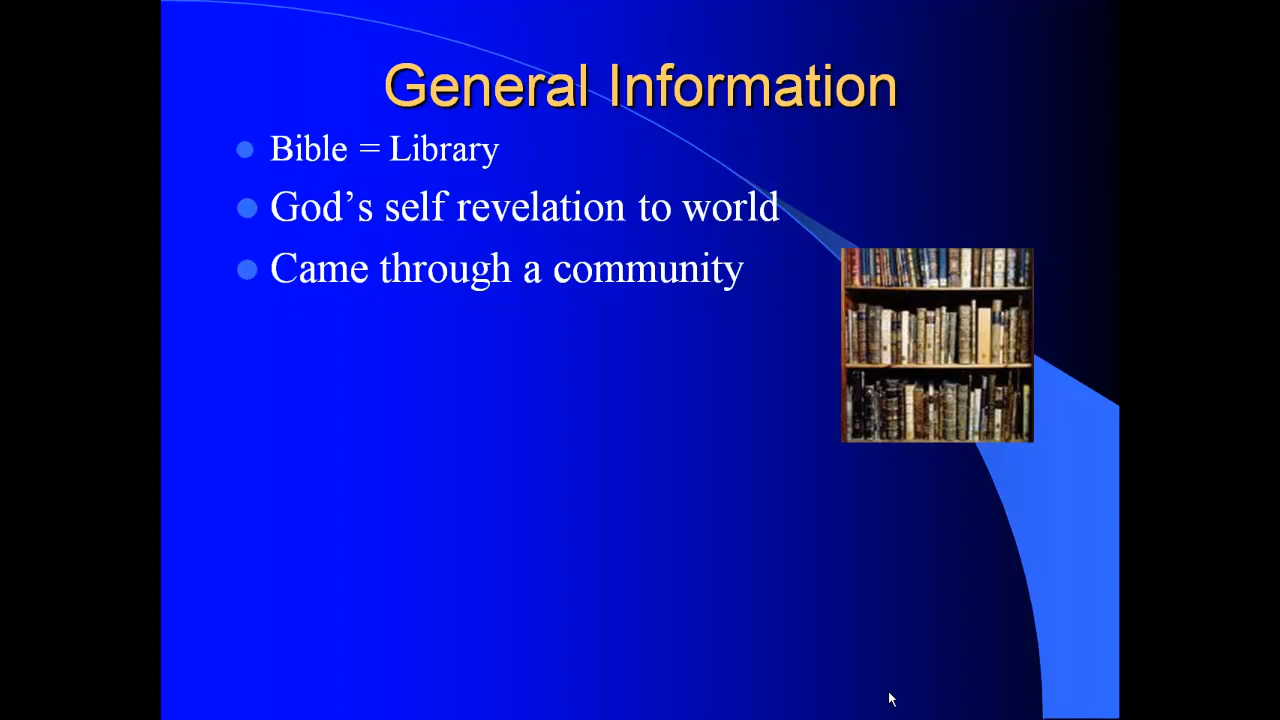 General Information
Bible = Library
God’s self revelation to world
Came through a community